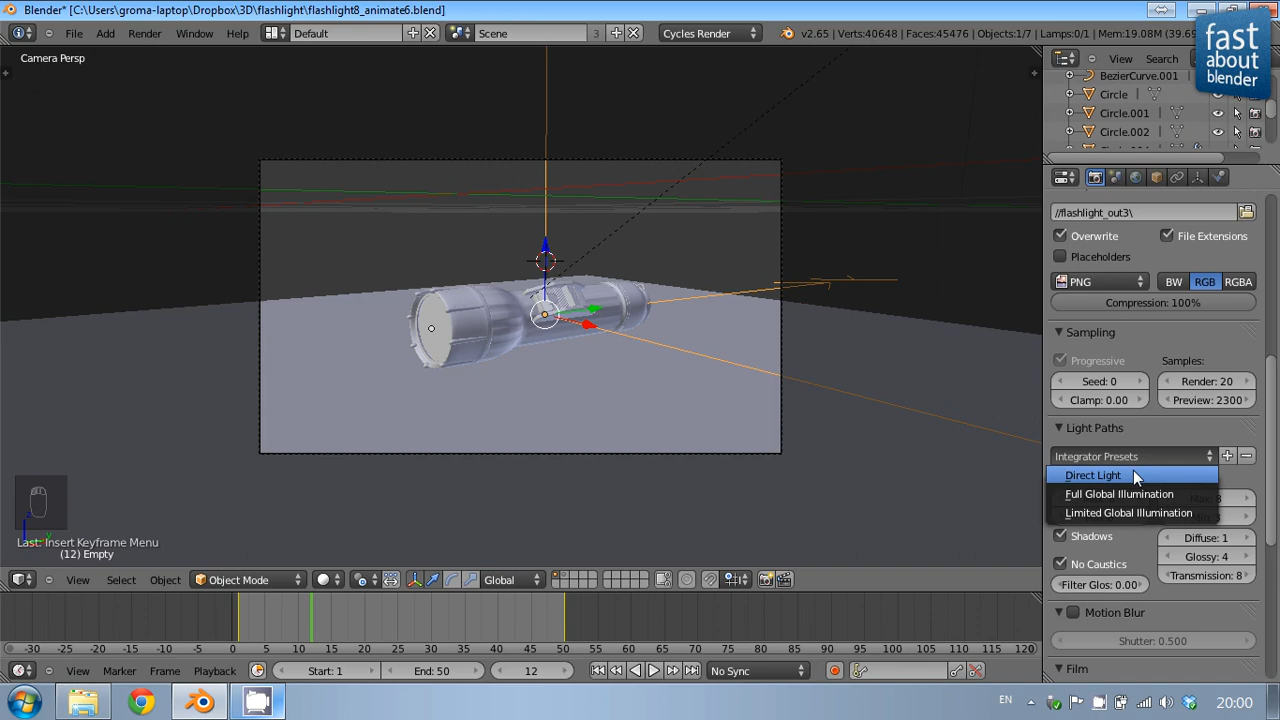 Blender* [C:\Users\groma-laptop\Dropbox\3D\flashlight\flashlight8_animate6.blend]
File Add Render Window Help Default Scene 3 Cycles Render v2.65 | Verts:40648 | Faces:45476 | Objects:1/7 | Lamps:0/1 | Mem:19.08M (39.69
fast
about
blender
Camera Persp
View Search
BezierCurve.001
Circle
Circle.001
Circle.002
//flashlight_out3\
Overwrite File Extensions
Placeholders
PNG BW RGB RGBA
Compression: 100%
Sampling
Progressive Samples:
Seed: 0 Render: 20
Clamp: 0.00 Preview: 2300
Light Paths
Integrator Presets
Direct Light
Full Global Illumination
Max: 8
Limited Global Illumination
Shadows Diffuse: 1
Glossy: 4
No Caustics
Transmission: 8
Filter Glos: 0.00
Motion Blur
Shutter: 0.500
Film
Last: Insert Keyframe Menu
(12) Empty
View Select Object Object Mode Global
-30 -25 -20 -15 -10 -5 0 5 10 15 20 25 30 35 40 45 50 55 60 65 70 75 80 85 90 95 100 105 110 115 120
View Marker Frame Playback Start: 1 End: 50 12 No Sync
EN 20:00